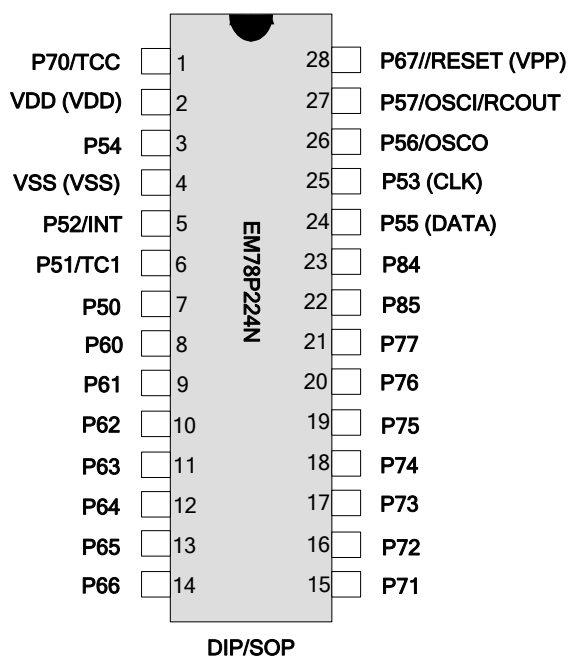 P70/TCC 1 28 P67//RESET (VPP)
VDD (VDD) 2 27 P57/OSCI/RCOUT
P54 3 26 P56/OSCO
VSS (VSS) 4 25 P53 (CLK)
P52/INT 5 24 P55 (DATA)
P51/TC1 6 23 P84
P50 7 22 P85
P60 8 21 P77
P61 9 20 P76
P62 10 19 P75
P63 11 18 P74
P64 12 17 P73
P65 13 16 P72
P66 14 15 P71
EM78P224N
DIP/SOP